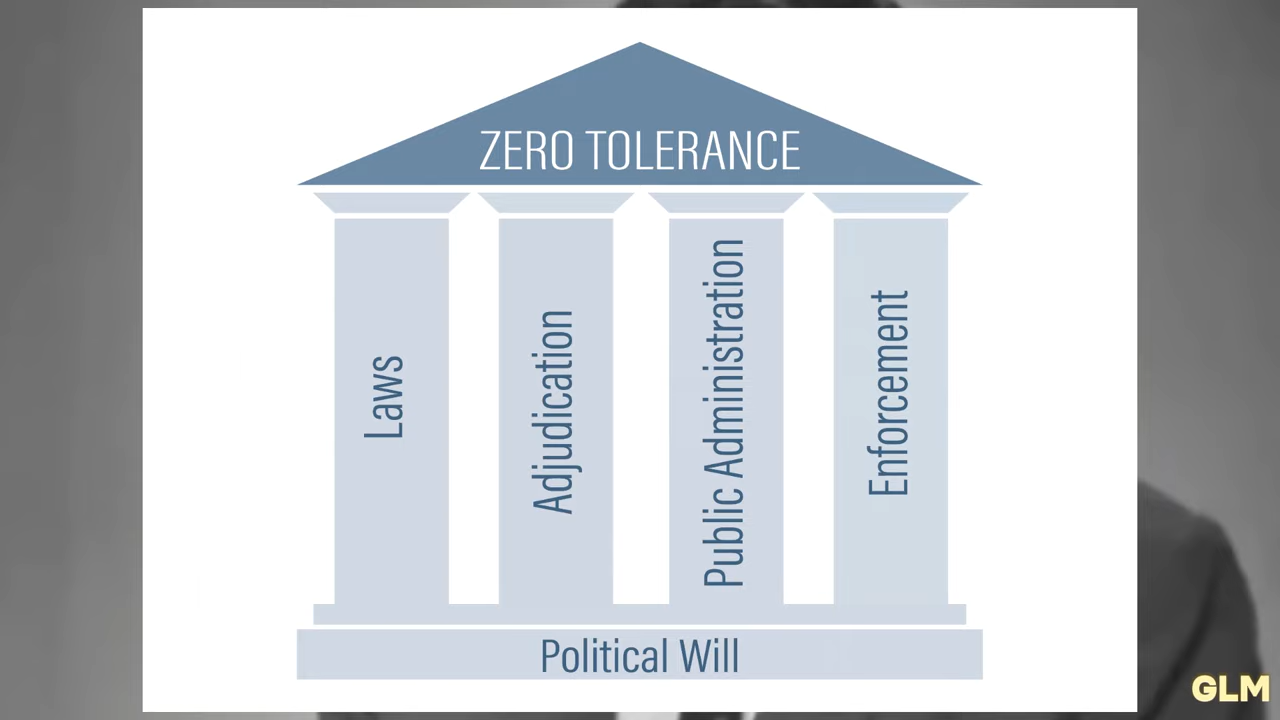 ZERO TOLERANCE
Laws
Adjudication
Public Administration
Enforcement
Political Will
GLM